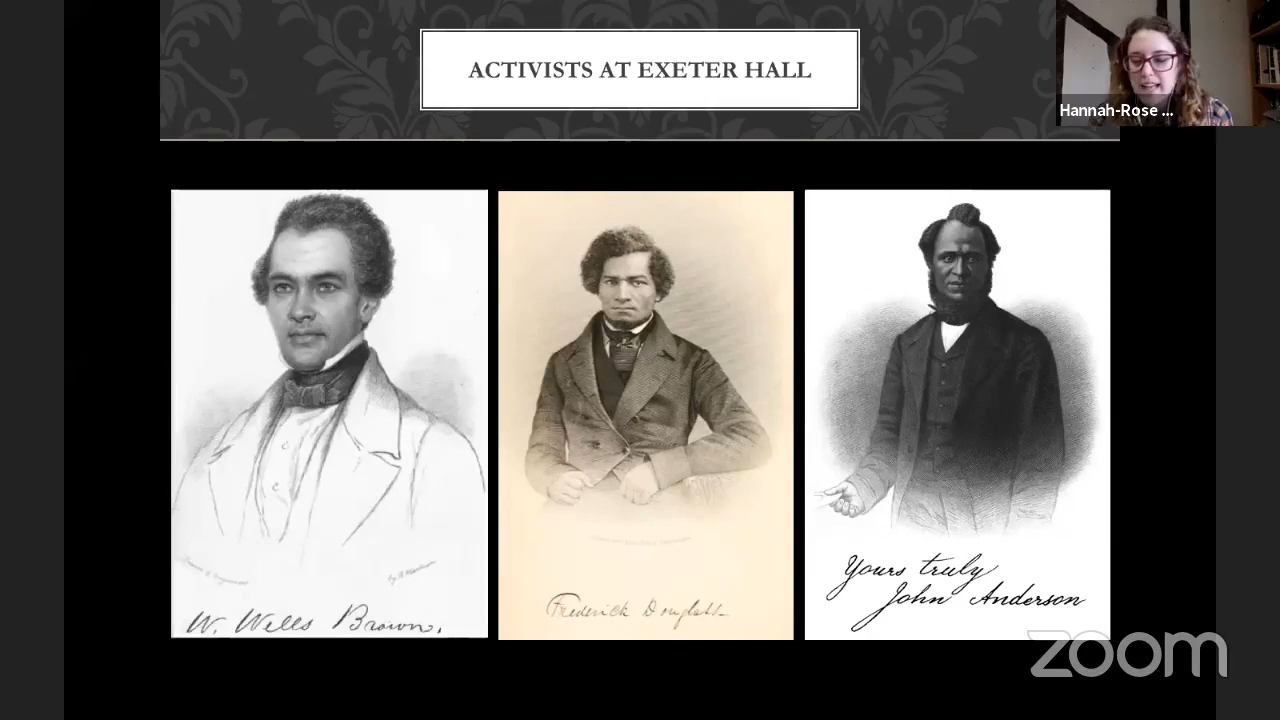 ACTIVISTS AT EXETER HALL
Hannah-Rose ...
W. Wells Brown.
Frederick Douglass
Yours truly
John Anderson
zoom